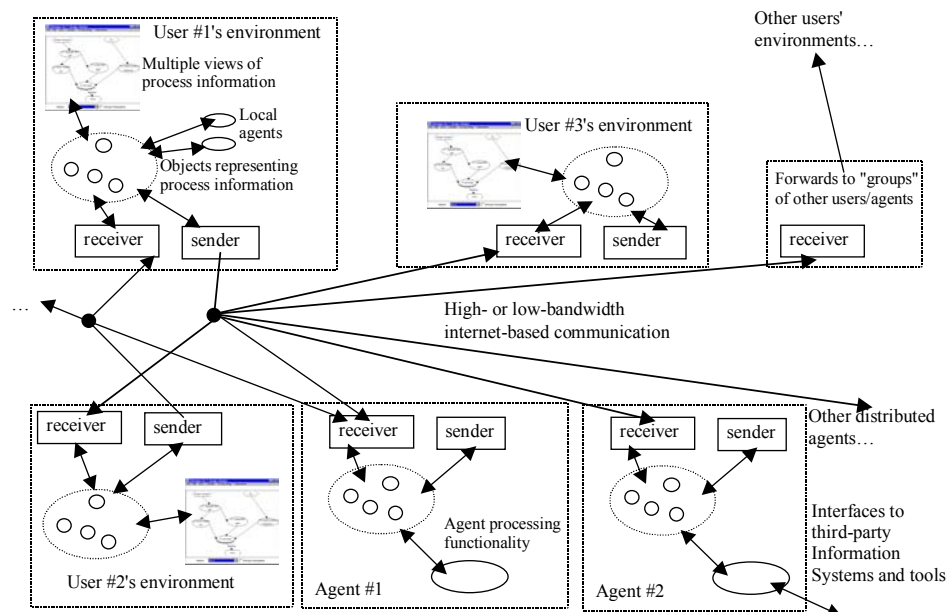 User #1's environment
Multiple views of
process information
Local
agents
Objects representing
process information
receiver
sender
User #3's environment
receiver
sender
Other users'
environments…
Forwards to "groups"
of other users/agents
receiver
…
High- or low-bandwidth
internet-based communication
receiver
sender
User #2's environment
receiver
sender
Agent processing
functionality
Agent #1
receiver
sender
Agent #2
Other distributed
agents…
Interfaces to
third-party
Information
Systems and tools